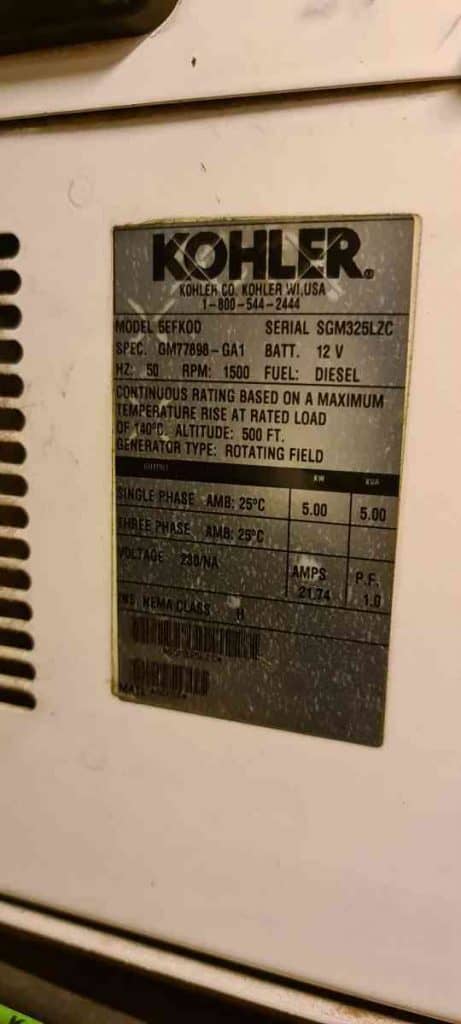 KOHLER®
KOHLER CO. KOHLER WI.USA
1-800-544-2444
MODEL 5EFKOD SERIAL SGM325LZC
SPEC. GM77898-GA1 BATT. 12 V
HZ: 50 RPM: 1500 FUEL: DIESEL
CONTINUOUS RATING BASED ON A MAXIMUM
TEMPERATURE RISE AT RATED LOAD
OF 140°C. ALTITUDE: 500 FT.
GENERATOR TYPE: ROTATING FIELD
OUTPUT KW KVA
SINGLE PHASE AMB: 25°C 5.00 5.00
THREE PHASE AMB: 25°C
VOLTAGE 230/NA AMPS P.F.
21.74 1.0
INS NEMA CLASS H